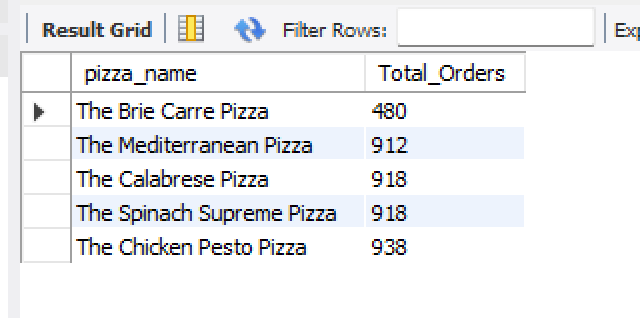 Result Grid Filter Rows: Exp
pizza_name Total_Orders
The Brie Carre Pizza 480
The Mediterranean Pizza 912
The Calabrese Pizza 918
The Spinach Supreme Pizza 918
The Chicken Pesto Pizza 938